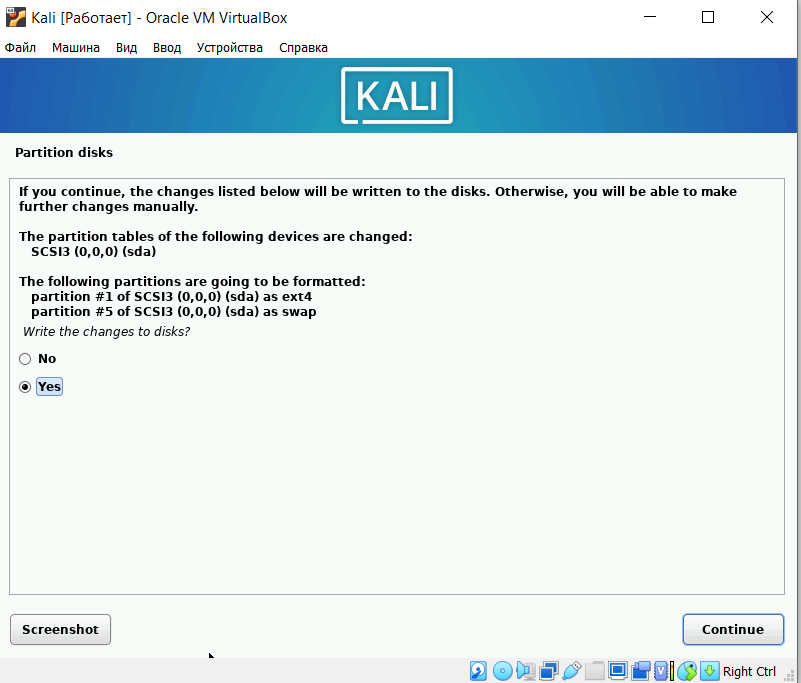 Kali [Работает] - Oracle VM VirtualBox
Файл Машина Вид Ввод Устройства Справка
KALI
Partition disks
If you continue, the changes listed below will be written to the disks. Otherwise, you will be able to make
further changes manually.
The partition tables of the following devices are changed:
SCSI3 (0,0,0) (sda)
The following partitions are going to be formatted:
partition #1 of SCSI3 (0,0,0) (sda) as ext4
partition #5 of SCSI3 (0,0,0) (sda) as swap
Write the changes to disks?
No
Yes
Screenshot Continue
Right Ctrl